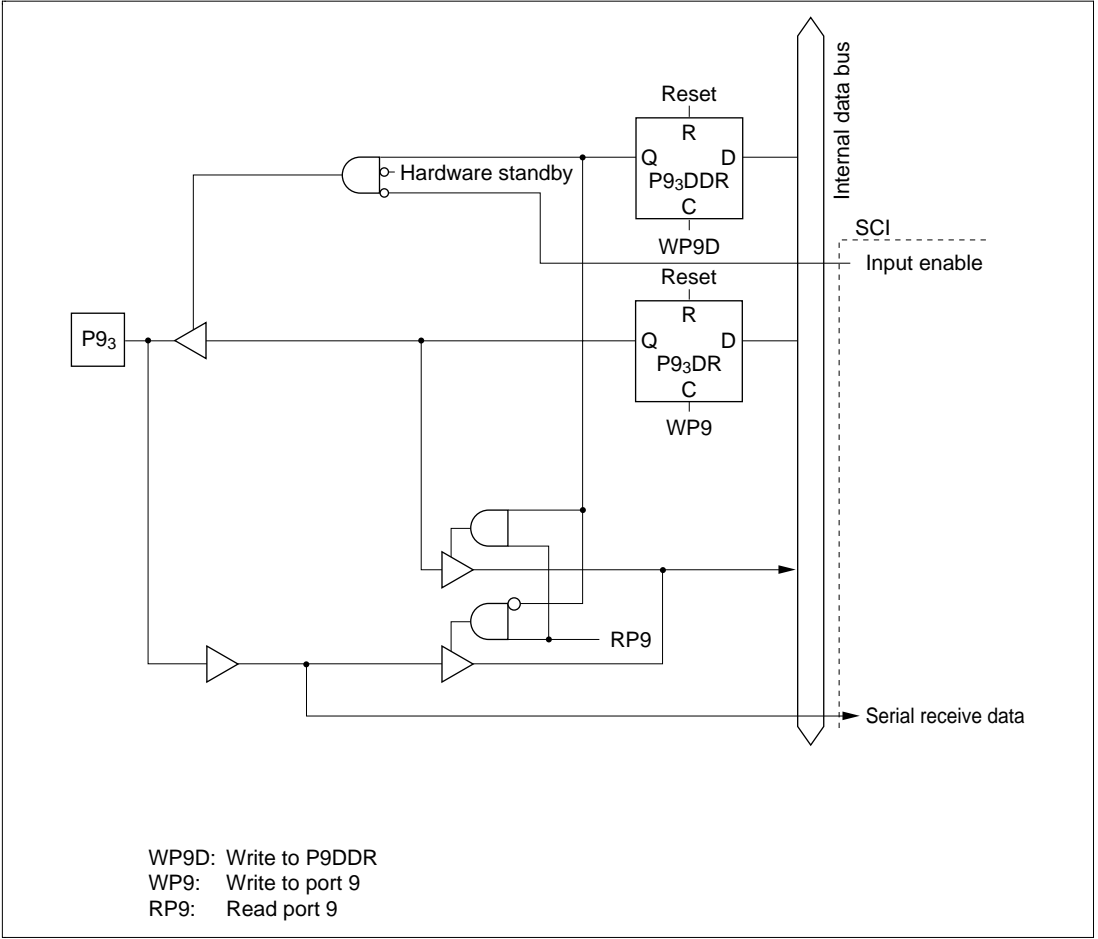 Reset
R
Q D
P9₃DDR
C
WP9D
Hardware standby
Internal data bus
SCI
Input enable
Reset
R
Q D
P9₃DR
C
WP9
P9₃
RP9
Serial receive data
WP9D: Write to P9DDR
WP9: Write to port 9
RP9: Read port 9